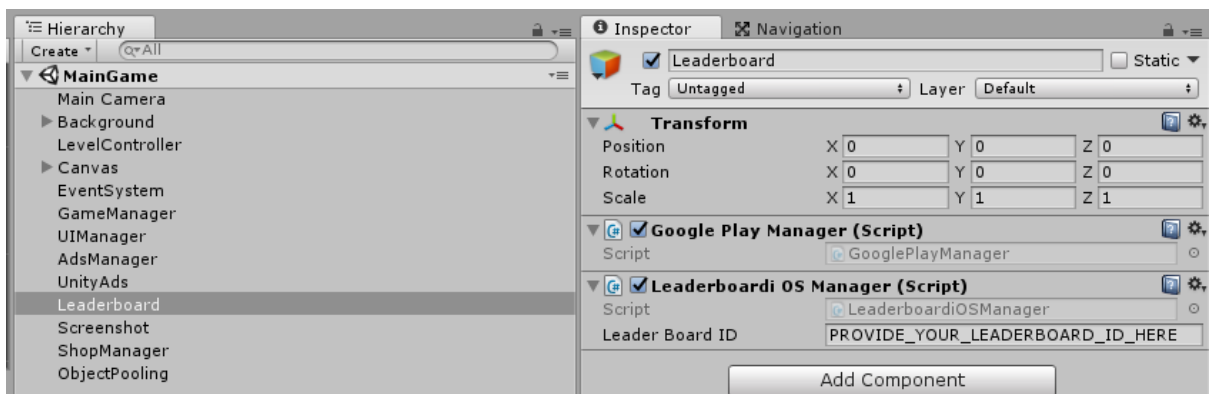 Hierarchy
Create All
MainGame
Main Camera
Background
LevelController
Canvas
EventSystem
GameManager
UIManager
AdsManager
UnityAds
Leaderboard
Screenshot
ShopManager
ObjectPooling
Inspector Navigation
Leaderboard Static
Tag Untagged Layer Default
Transform
Position X 0 Y 0 Z 0
Rotation X 0 Y 0 Z 0
Scale X 1 Y 1 Z 1
C# Google Play Manager (Script)
Script GooglePlayManager
C# Leaderboardi OS Manager (Script)
Script LeaderboardiOSManager
Leader Board ID PROVIDE_YOUR_LEADERBOARD_ID_HERE
Add Component